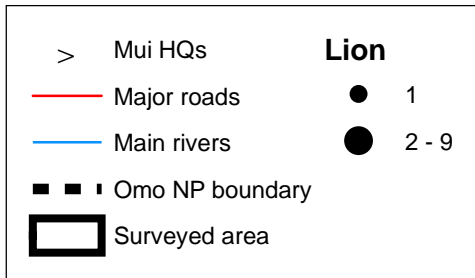 > Mui HQs
Major roads
Main rivers
Omo NP boundary
Surveyed area
Lion
1
2 - 9